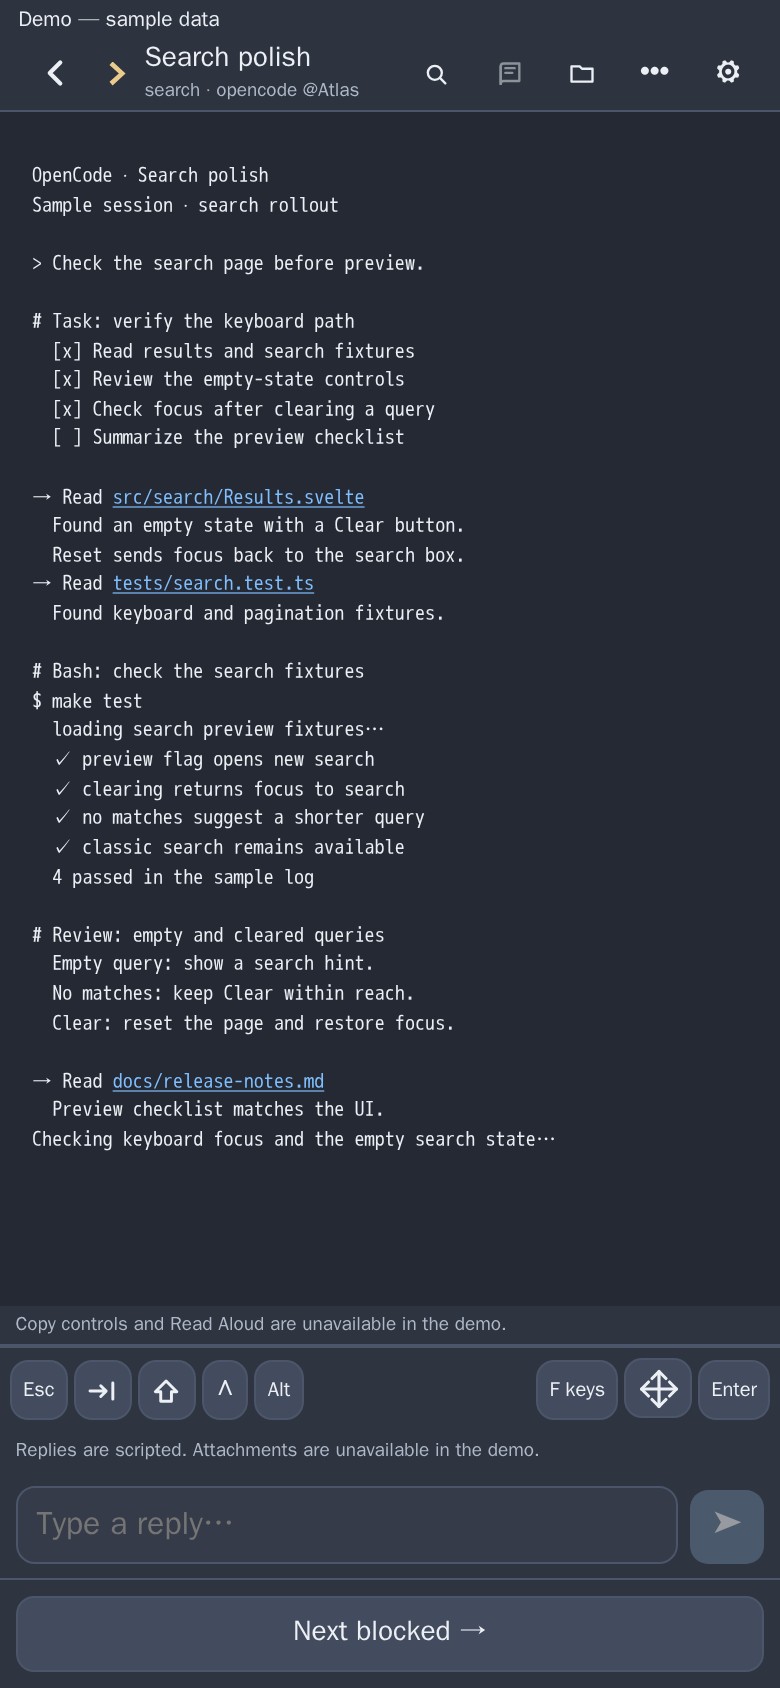 Demo — sample data
Search polish
search · opencode @Atlas
OpenCode · Search polish
Sample session · search rollout
> Check the search page before preview.
# Task: verify the keyboard path
[x] Read results and search fixtures
[x] Review the empty-state controls
[x] Check focus after clearing a query
[ ] Summarize the preview checklist
→ Read src/search/Results.svelte
Found an empty state with a Clear button.
Reset sends focus back to the search box.
→ Read tests/search.test.ts
Found keyboard and pagination fixtures.
# Bash: check the search fixtures
$ make test
loading search preview fixtures…
✓ preview flag opens new search
✓ clearing returns focus to search
✓ no matches suggest a shorter query
✓ classic search remains available
4 passed in the sample log
# Review: empty and cleared queries
Empty query: show a search hint.
No matches: keep Clear within reach.
Clear: reset the page and restore focus.
→ Read docs/release-notes.md
Preview checklist matches the UI.
Checking keyboard focus and the empty search state…
Copy controls and Read Aloud are unavailable in the demo.
Esc ^ Alt F keys Enter
Replies are scripted. Attachments are unavailable in the demo.
Type a reply…
Next blocked →